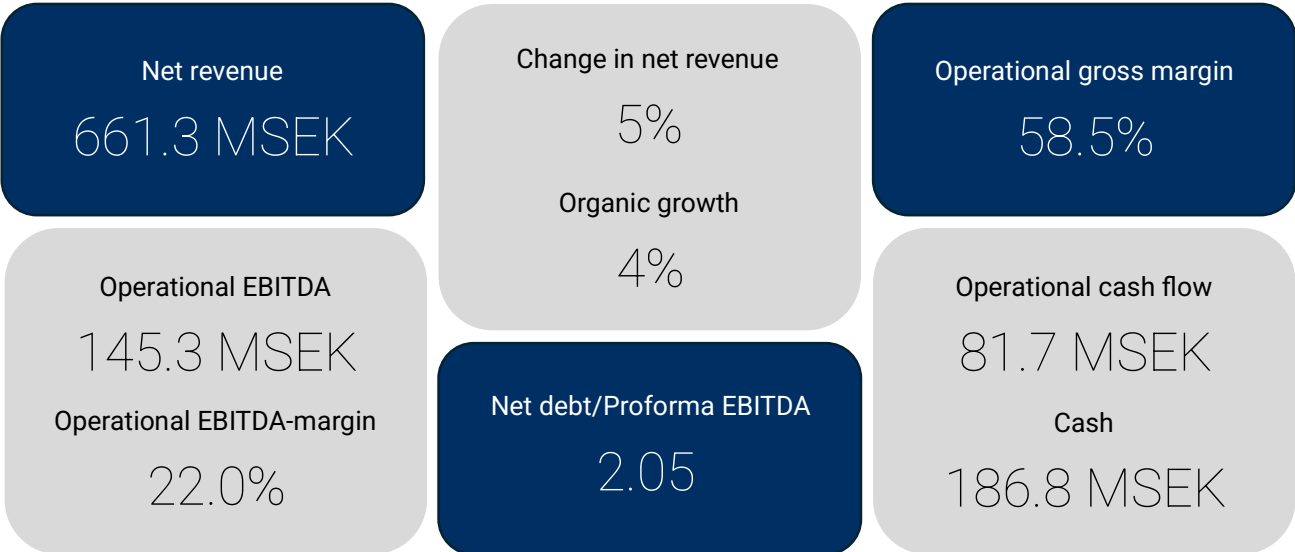 Net revenue
661.3 MSEK
Change in net revenue
5%
Organic growth
4%
Operational gross margin
58.5%
Operational EBITDA
145.3 MSEK
Operational EBITDA-margin
22.0%
Net debt/Proforma EBITDA
2.05
Operational cash flow
81.7 MSEK
Cash
186.8 MSEK